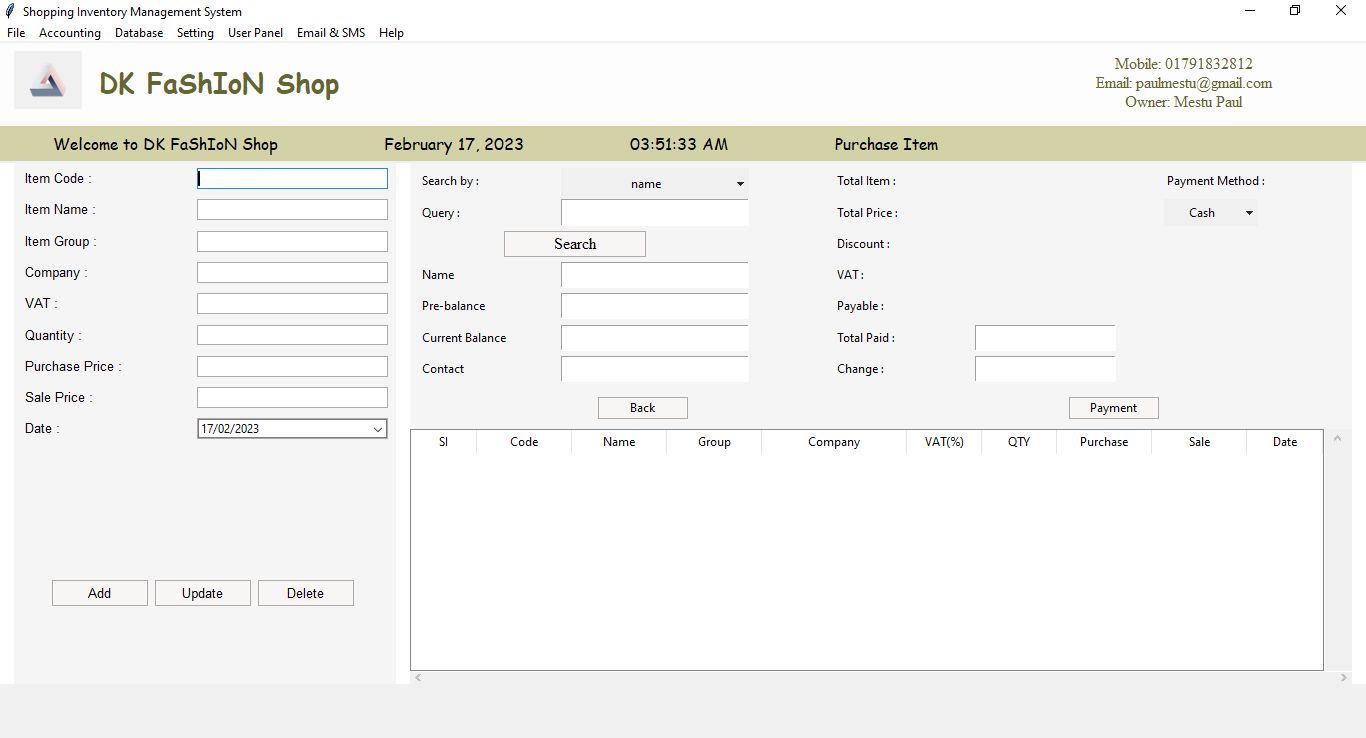 Shopping Inventory Management System
File Accounting Database Setting User Panel Email & SMS Help
DK FaShIoN Shop
Mobile: 01791832812
Email: paulmestu@gmail.com
Owner: Mestu Paul
Welcome to DK FaShIoN Shop February 17, 2023 03:51:33 AM Purchase Item
Item Code :
Item Name :
Item Group :
Company :
VAT :
Quantity :
Purchase Price :
Sale Price :
Date : 17/02/2023
Add Update Delete
Search by : name
Query :
Search
Name
Pre-balance
Current Balance
Contact
Back
Total Item :
Total Price :
Discount :
VAT :
Payable :
Total Paid :
Change :
Payment Method :
Cash
Payment
Sl Code Name Group Company VAT(%) QTY Purchase Sale Date